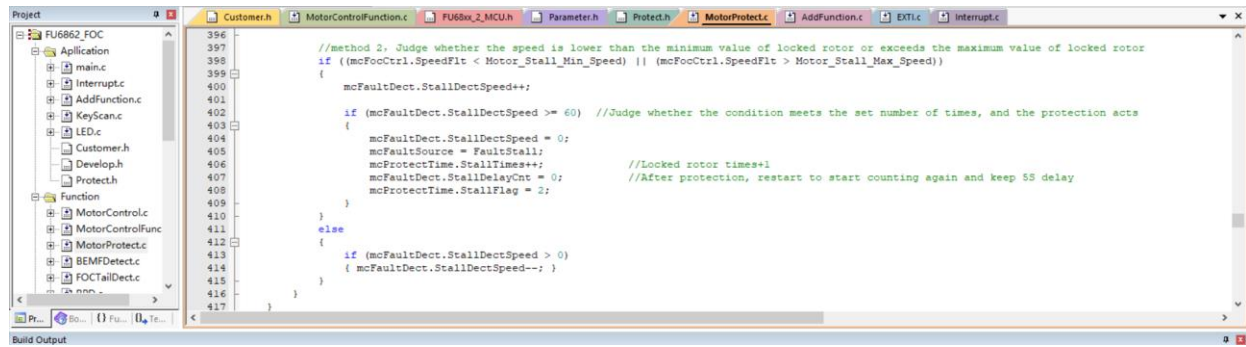 Project
Customer.h MotorControlFunction.c FU68xx_2_MCU.h Parameter.h Protect.h MotorProtect.c AddFunction.c EXTI.c Interrupt.c
FU6862_FOC
Apllication
main.c
Interrupt.c
AddFunction.c
KeyScan.c
LED.c
Customer.h
Develop.h
Protect.h
Function
MotorControl.c
MotorControlFunc
MotorProtect.c
BEMFDetect.c
FOCTailDect.c
Pr... Bo... {} Fu... Te...
396
397 //method 2, Judge whether the speed is lower than the minimum value of locked rotor or exceeds the maximum value of locked rotor
398 if ((mcFocCtrl.SpeedFlt < Motor_Stall_Min_Speed) || (mcFocCtrl.SpeedFlt > Motor_Stall_Max_Speed))
399 {
400 mcFaultDect.StallDectSpeed++;
401
402 if (mcFaultDect.StallDectSpeed >= 60) //Judge whether the condition meets the set number of times, and the protection acts
403 {
404 mcFaultDect.StallDectSpeed = 0;
405 mcFaultSource = FaultStall;
406 mcProtectTime.StallTimes++; //Locked rotor times+1
407 mcFaultDect.StallDelayCnt = 0; //After protection, restart to start counting again and keep 5S delay
408 mcProtectTime.StallFlag = 2;
409 }
410 }
411 else
412 {
413 if (mcFaultDect.StallDectSpeed > 0)
414 { mcFaultDect.StallDectSpeed--; }
415 }
416 }
417 }
Build Output